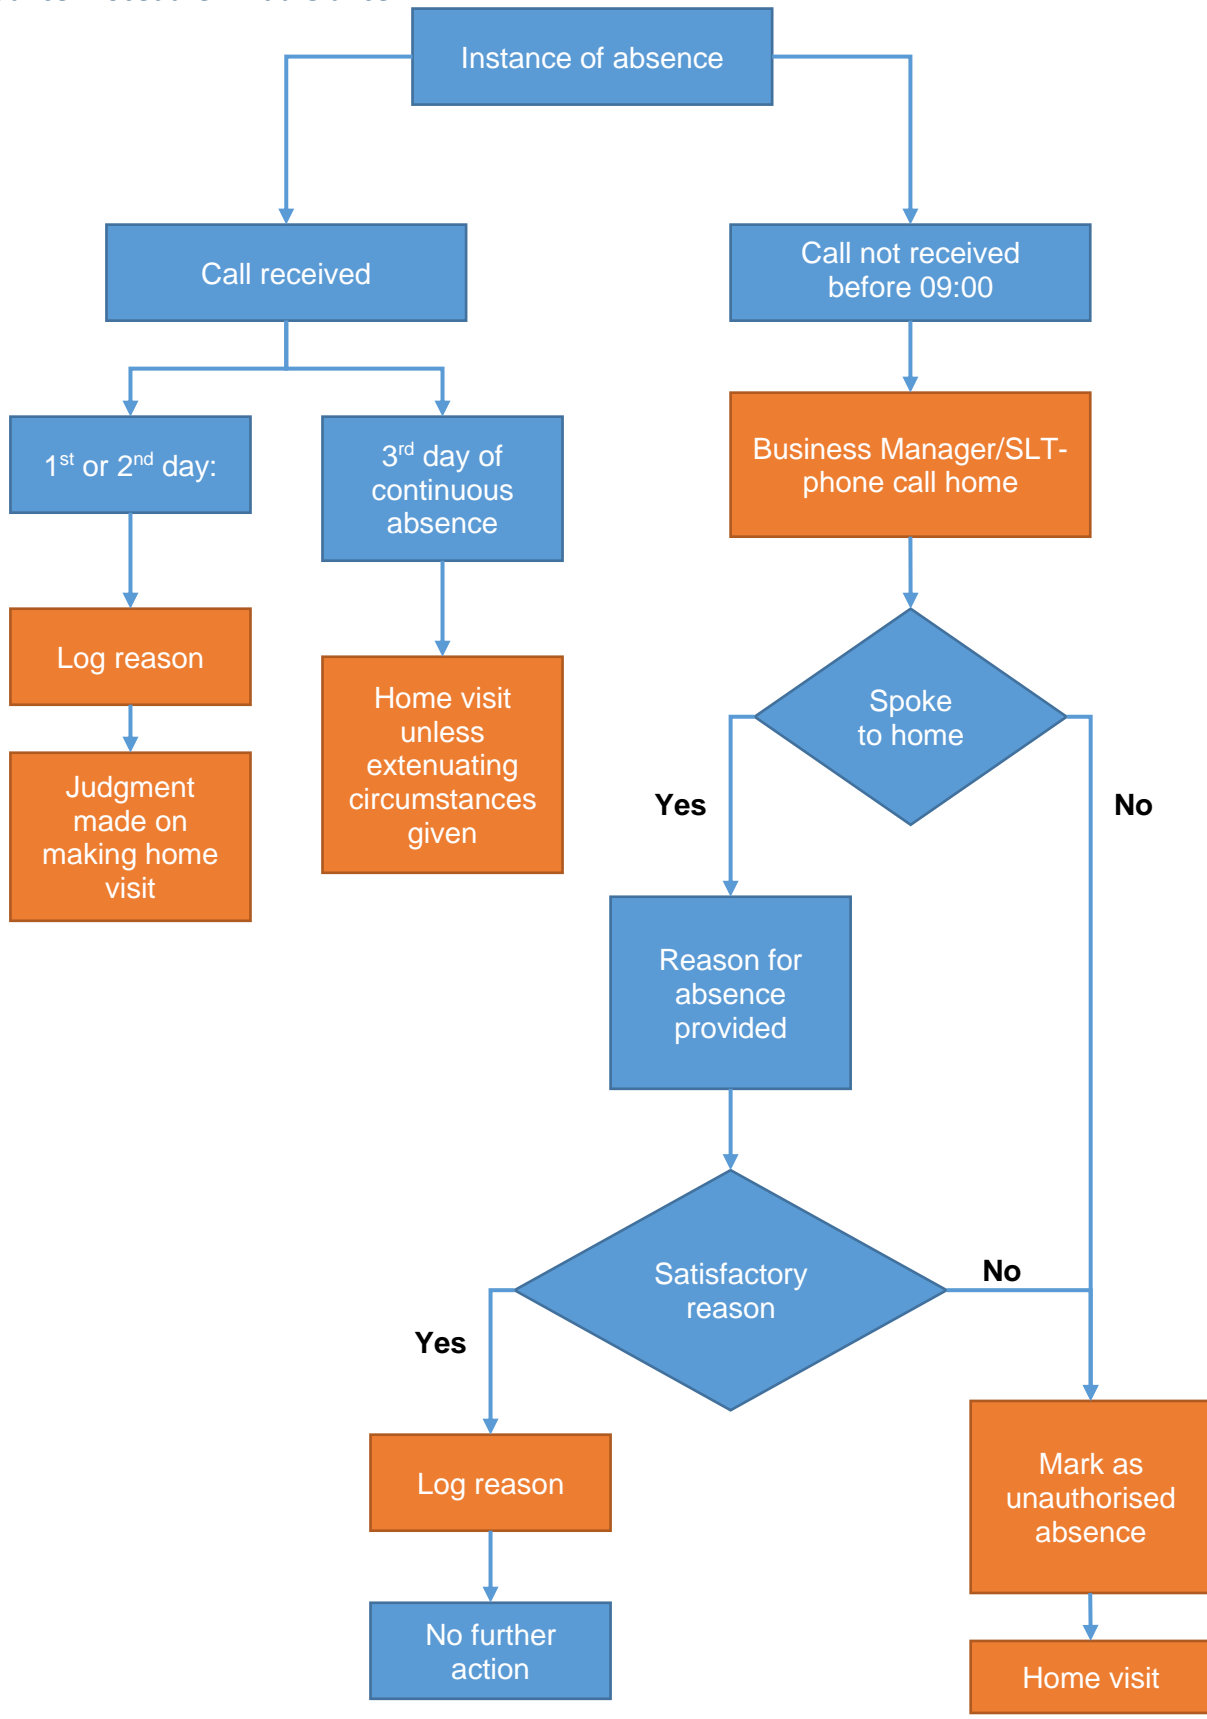 Instance of absence
Call received
Call not received
before 09:00
1st or 2nd day:
3rd day of
continuous
absence
Business Manager/SLT-
phone call home
Log reason
Home visit
unless
extenuating
circumstances
given
Judgment
made on
making home
visit
Spoke
to home
Yes
No
Reason for
absence
provided
Satisfactory
reason
No
Yes
Log reason
Mark as
unauthorised
absence
No further
action
Home visit